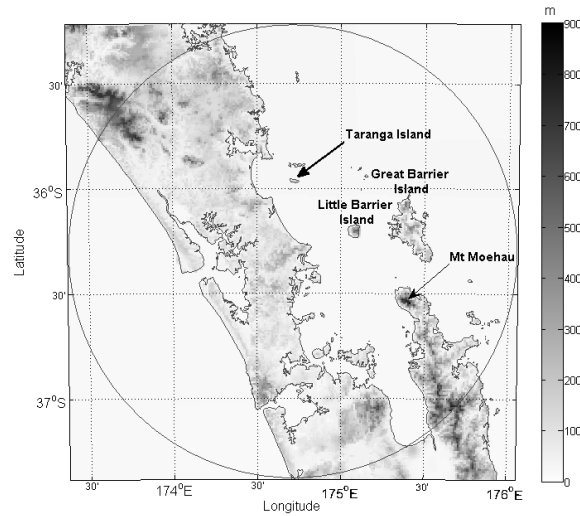 m
900
800
700
600
500
400
300
200
100
0
30'
36°S
30'
37°S
Latitude
Taranga Island
Great Barrier
Island
Little Barrier
Island
Mt Moehau
30'
174°E
30'
175°E
30'
176°E
Longitude